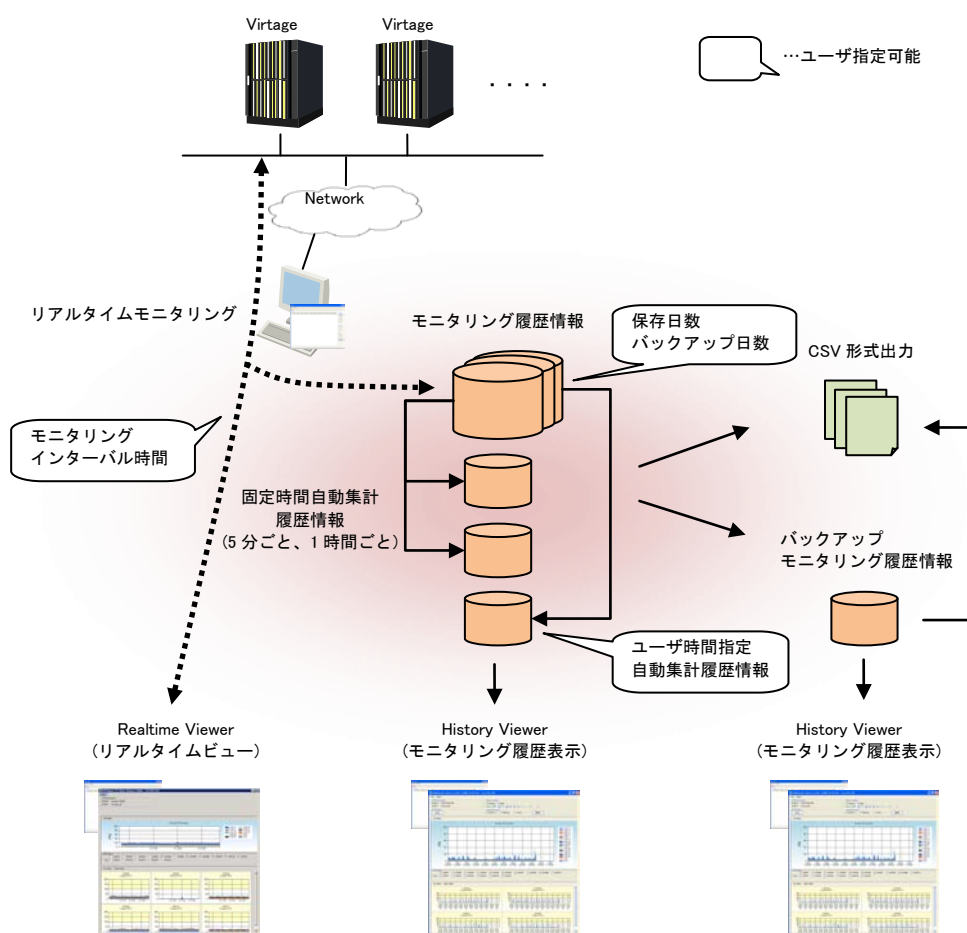 Virtage
Virtage
・・・・
…ユーザ指定可能
Network
リアルタイムモニタリング
モニタリング履歴情報
保存日数
バックアップ日数
CSV 形式出力
モニタリング
インターバル時間
固定時間自動集計
履歴情報
(5 分ごと、1 時間ごと)
バックアップ
モニタリング履歴情報
ユーザ時間指定
自動集計履歴情報
Realtime Viewer
(リアルタイムビュー)
History Viewer
(モニタリング履歴表示)
History Viewer
(モニタリング履歴表示)